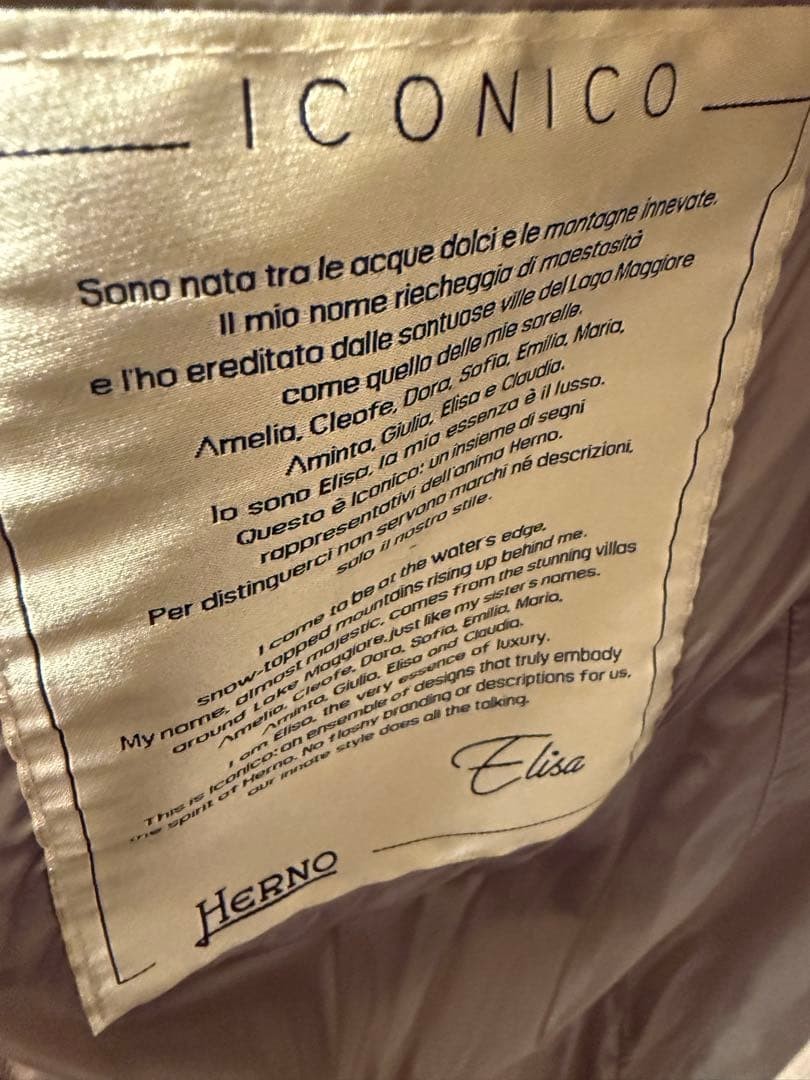 ICONICO
Sono nata tra le acque dolci e le montagne innevate.
Il mio nome riecheggia di maestosità
e l'ho ereditato dalle santuose ville del Lago Maggiore
come quello delle mie sorelle.
Amelia, Cleofe, Dora, Sofia, Emilia, Maria,
Aminta, Giulia, Elisa e Claudia.
Io sono Elisa, la mia essenza è il lusso.
Questo è Iconico: un insieme di segni
rappresentativi dell'anima Herno.
Per distinguerci non servono marchi né descrizioni,
solo il nostro stile.
I came to be at the water's edge,
snow-topped mountains rising up behind me.
My name, almost majestic, comes from the stunning villas
around Lake Maggiore, just like my sister's names.
Amelia, Cleofe, Dora, Sofia, Emilia, Maria,
Aminta, Giulia, Elisa and Claudia.
I am Elisa, the very essence of luxury.
This is Iconico: an ensemble of designs that truly embody
the spirit of Herno. No flashy branding or descriptions for us,
our innate style does all the talking.
Elisa
HERNO